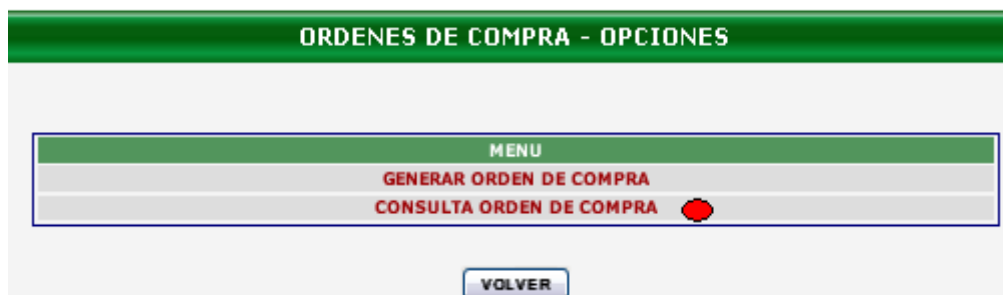 ORDENES DE COMPRA - OPCIONES
MENU
GENERAR ORDEN DE COMPRA
CONSULTA ORDEN DE COMPRA
VOLVER